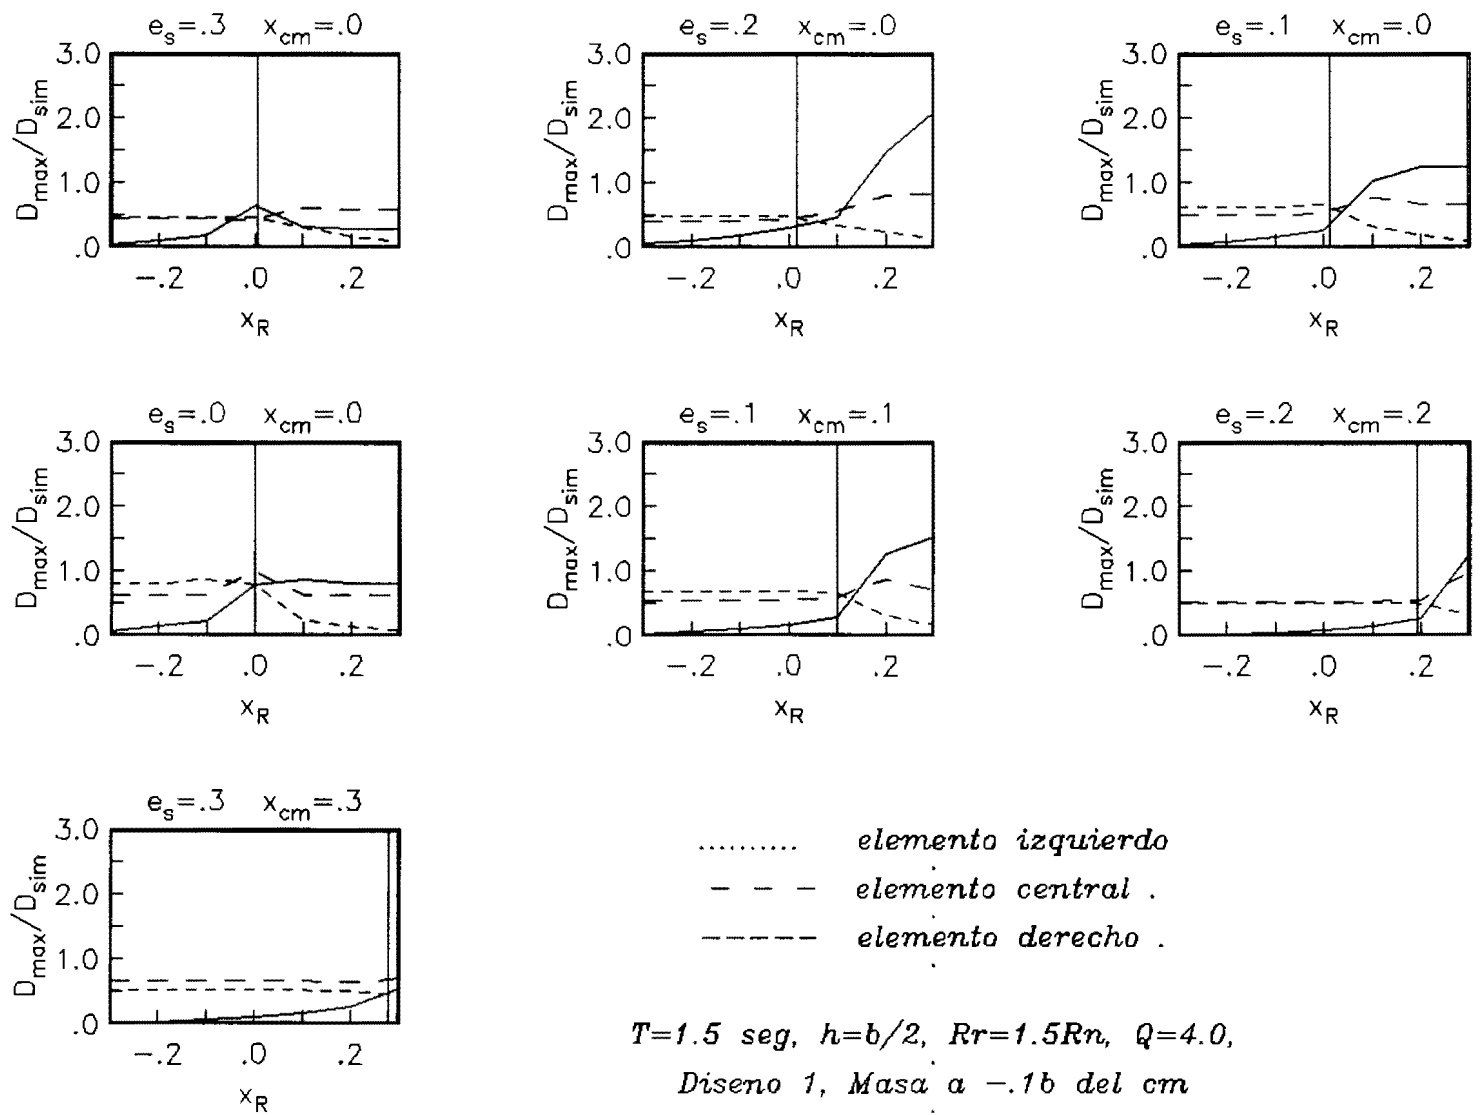 e_s=.3 x_cm=.0
D_max/D_sim
3.0
2.0
1.0
.0
-.2 .0 .2
x_R
e_s=.2 x_cm=.0
D_max/D_sim
3.0
2.0
1.0
.0
-.2 .0 .2
x_R
e_s=.1 x_cm=.0
D_max/D_sim
3.0
2.0
1.0
.0
-.2 .0 .2
x_R
e_s=.0 x_cm=.0
D_max/D_sim
3.0
2.0
1.0
.0
-.2 .0 .2
x_R
e_s=.1 x_cm=.1
D_max/D_sim
3.0
2.0
1.0
.0
-.2 .0 .2
x_R
e_s=.2 x_cm=.2
D_max/D_sim
3.0
2.0
1.0
.0
-.2 .0 .2
x_R
e_s=.3 x_cm=.3
D_max/D_sim
3.0
2.0
1.0
.0
-.2 .0 .2
x_R
.......... elemento izquierdo
— — — elemento central .
------ elemento derecho .
T=1.5 seg, h=b/2, Rr=1.5Rn, Q=4.0,
Diseno 1, Masa a -.1b del cm